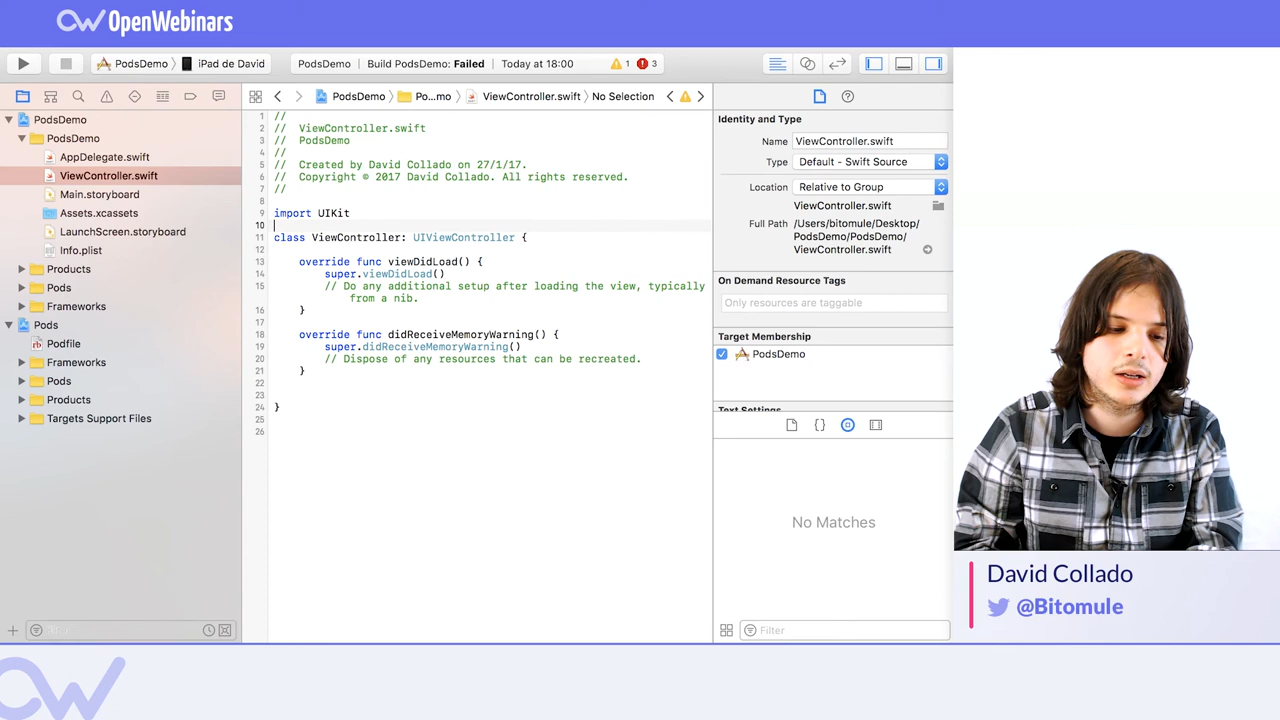 OpenWebinars
PodsDemo iPad de David
PodsDemo Build PodsDemo: Failed Today at 18:00 1 3
PodsDemo Po...mo ViewController.swift No Selection
PodsDemo
PodsDemo
AppDelegate.swift
ViewController.swift
Main.storyboard
Assets.xcassets
LaunchScreen.storyboard
Info.plist
Products
Pods
Frameworks
Pods
Podfile
Frameworks
Pods
Products
Targets Support Files
1 //
2 // ViewController.swift
3 // PodsDemo
4 //
5 // Created by David Collado on 27/1/17.
6 // Copyright © 2017 David Collado. All rights reserved.
7 //
8
9 import UIKit
10
11 class ViewController: UIViewController {
12
13 override func viewDidLoad() {
14 super.viewDidLoad()
15 // Do any additional setup after loading the view, typically
from a nib.
16 }
17
18 override func didReceiveMemoryWarning() {
19 super.didReceiveMemoryWarning()
20 // Dispose of any resources that can be recreated.
21 }
22
23
24 }
25
26
Identity and Type
Name ViewController.swift
Type Default - Swift Source
Location Relative to Group
ViewController.swift
Full Path /Users/bitomule/Desktop/
PodsDemo/PodsDemo/
ViewController.swift
On Demand Resource Tags
Only resources are taggable
Target Membership
PodsDemo
Text Settings
{}
No Matches
Filter
David Collado
@Bitomule